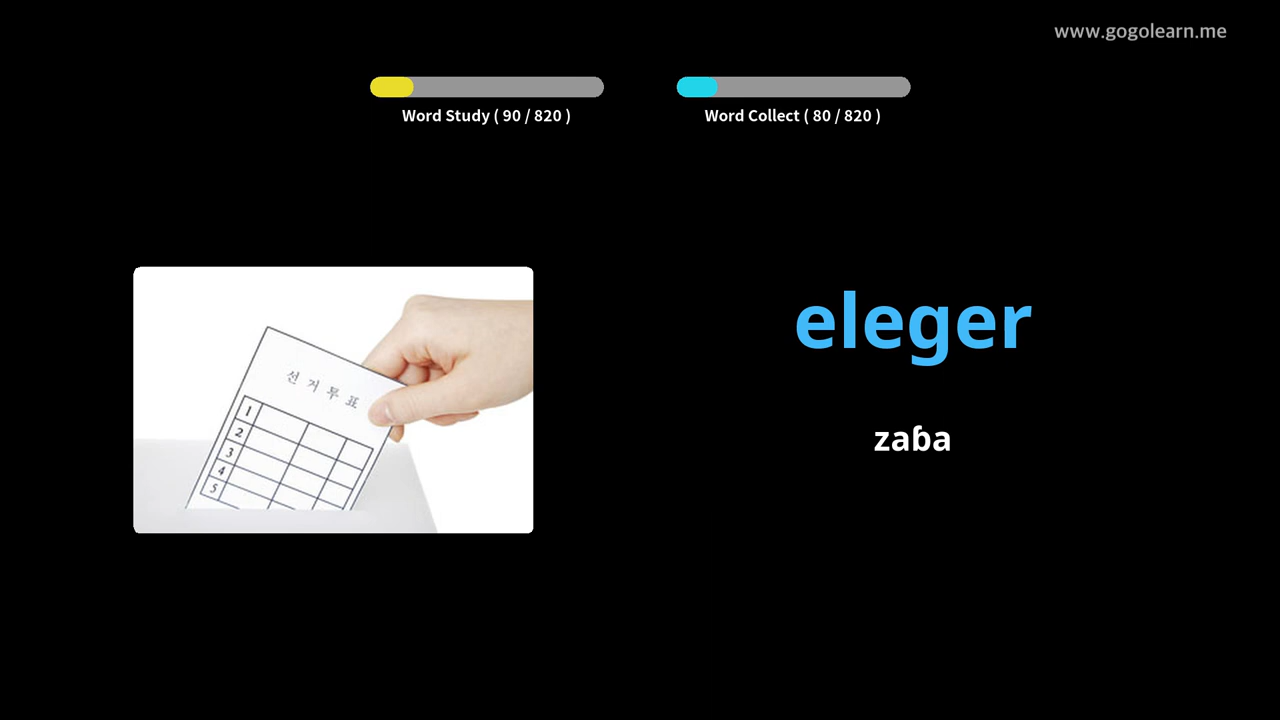 www.gogolearn.me
Word Study ( 90 / 820 )
Word Collect ( 80 / 820 )
선거투표
1
2
3
4
5
eleger
zaɓa